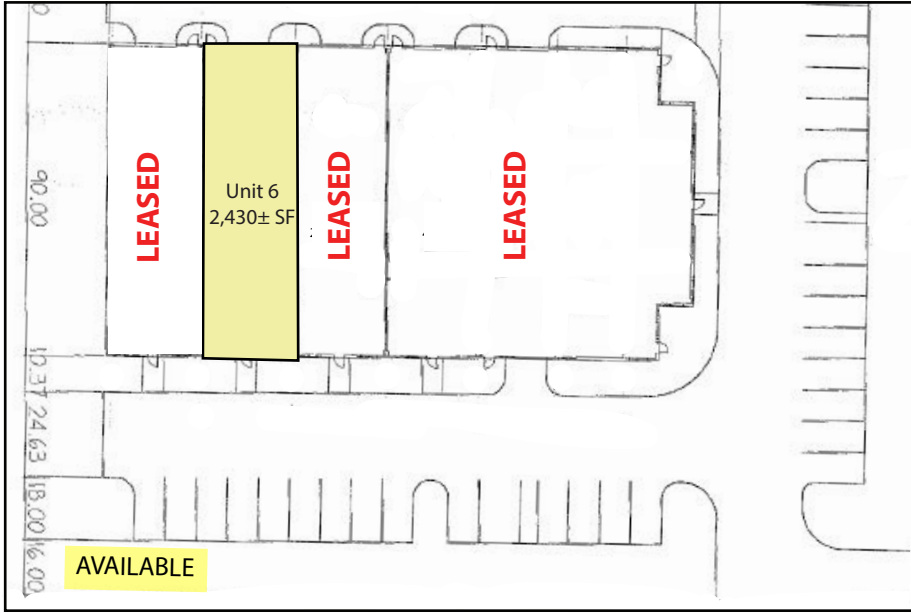 LEASED
Unit 6
2,430± SF
LEASED
LEASED
90.00
10.37
24.63
18.00
16.00
AVAILABLE